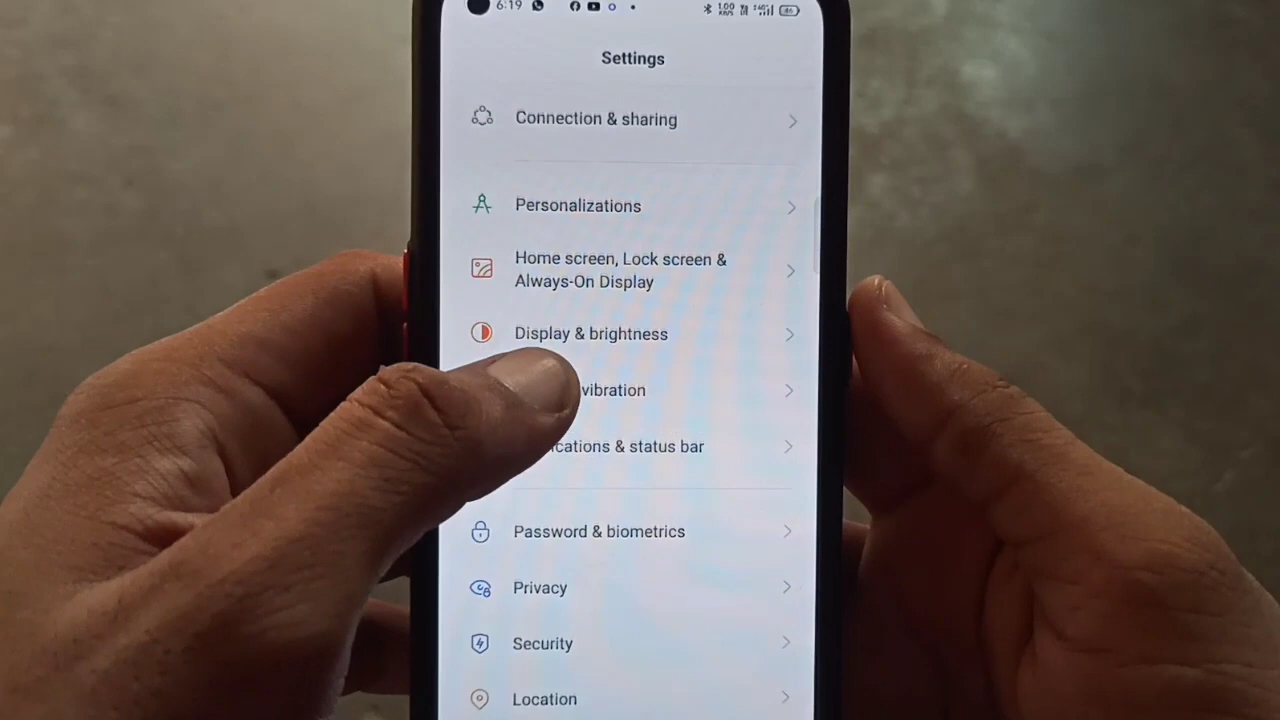 6:19
Settings
Connection & sharing
Personalizations
Home screen, Lock screen &
Always-On Display
Display & brightness
vibration
ications & status bar
Password & biometrics
Privacy
Security
Location